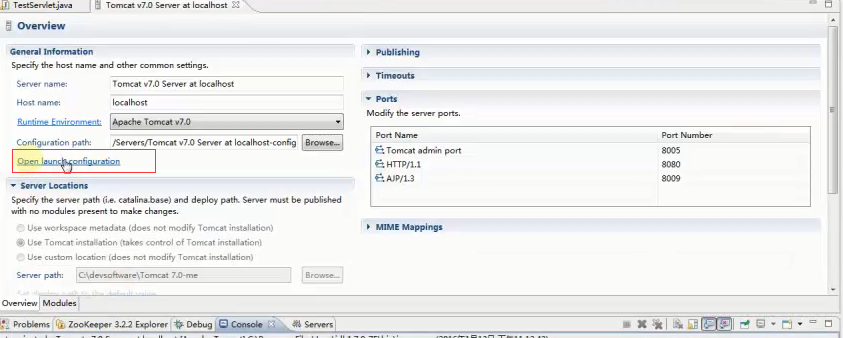 TestServlet.java
Tomcat v7.0 Server at localhost
Overview
General Information
Specify the host name and other common settings.
Server name:
Tomcat v7.0 Server at localhost
Host name:
localhost
Runtime Environment:
Apache Tomcat v7.0
Configuration path:
/Servers/Tomcat v7.0 Server at localhost-config
Browse...
Open launch configuration
Server Locations
Specify the server path (i.e. catalina.base) and deploy path. Server must be published
with no modules present to make changes.
Use workspace metadata (does not modify Tomcat installation)
Use Tomcat installation (takes control of Tomcat installation)
Use custom location (does not modify Tomcat installation)
Server path:
C:\devsoftware\Tomcat 7.0-me
Browse...
Set deploy path to the default value
Publishing
Timeouts
Ports
Modify the server ports.
Port Name
Port Number
Tomcat admin port
8005
HTTP/1.1
8080
AJP/1.3
8009
MIME Mappings
Overview
Modules
Problems
ZooKeeper 3.2.2 Explorer
Debug
Console
Servers